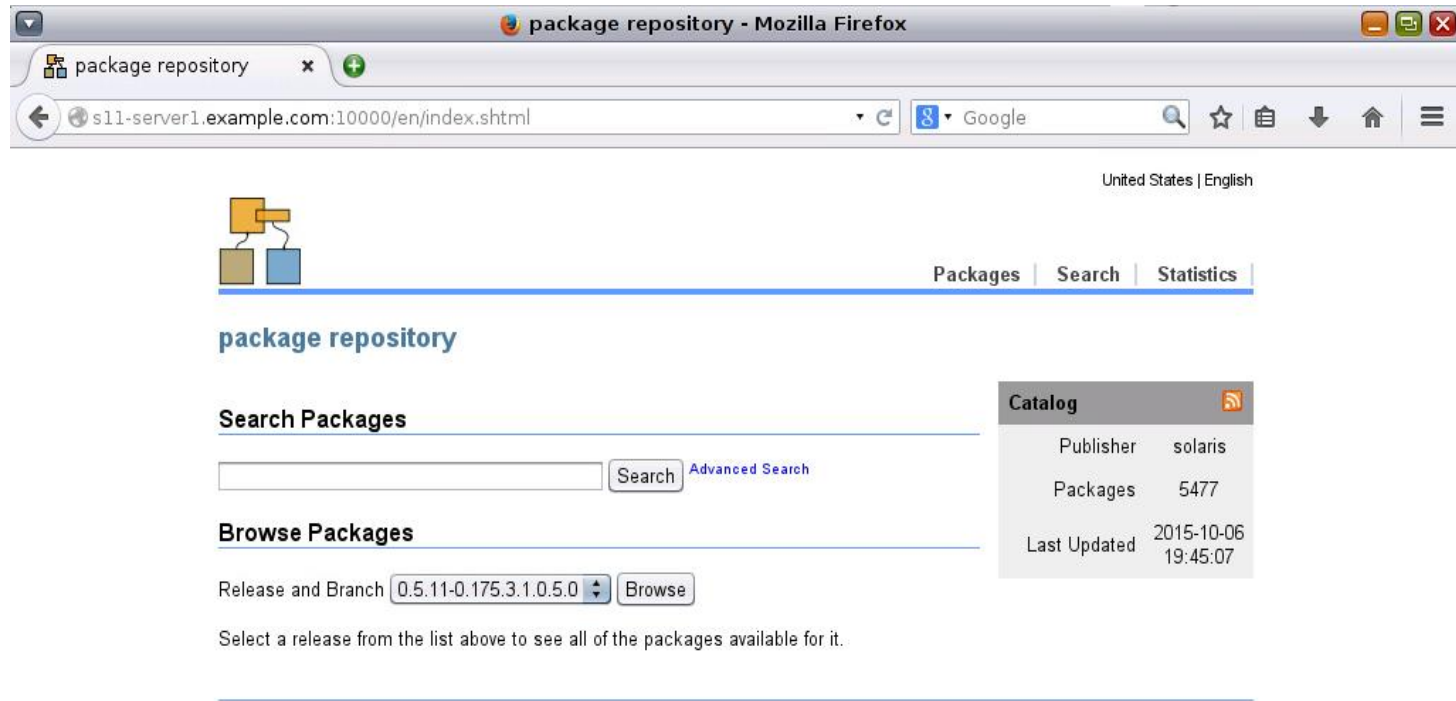 package repository - Mozilla Firefox
package repository
s11-server1.example.com:10000/en/index.shtml
8 Google
United States | English
Packages | Search | Statistics |
package repository
Search Packages
Search Advanced Search
Browse Packages
Release and Branch 0.5.11-0.175.3.1.0.5.0 Browse
Select a release from the list above to see all of the packages available for it.
Catalog
Publisher solaris
Packages 5477
Last Updated 2015-10-06
19:45:07